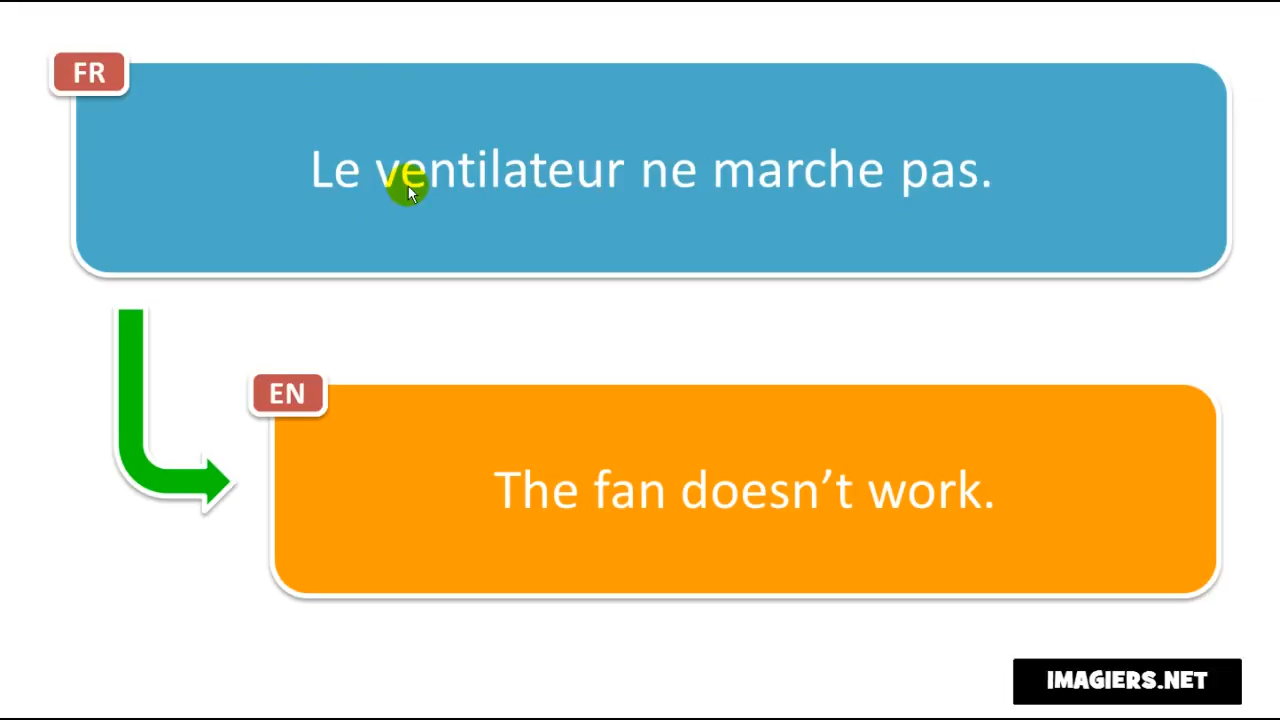 FR
Le ventilateur ne marche pas.
EN
The fan doesn’t work.
IMAGIERS.NET